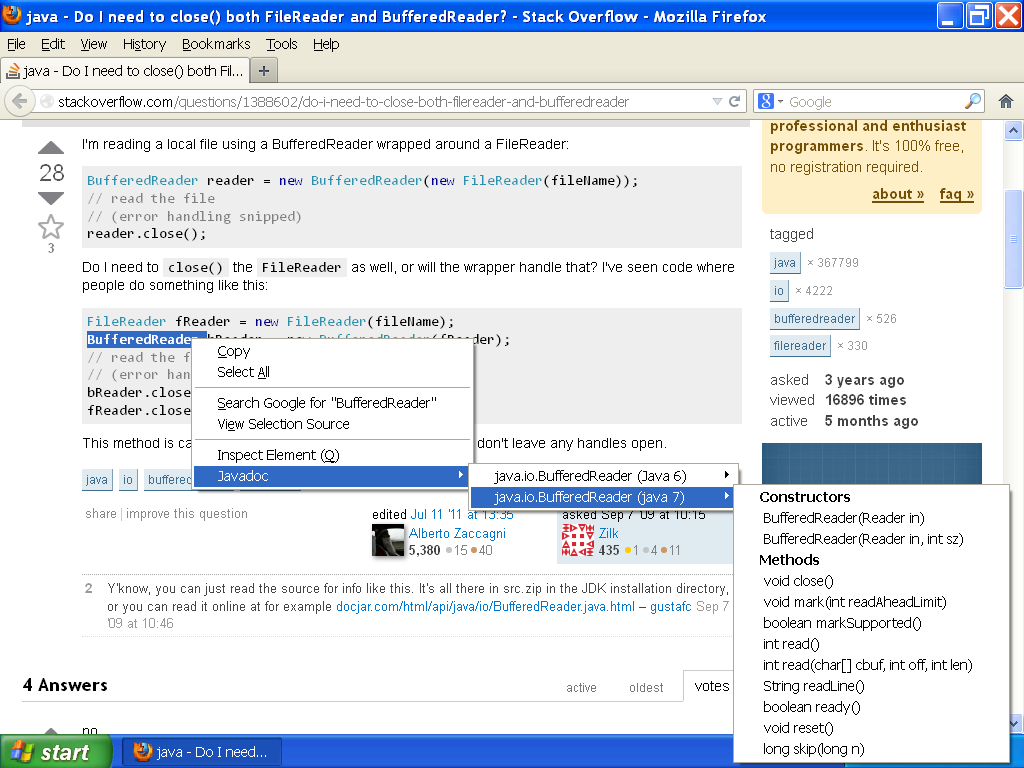 java - Do I need to close() both FileReader and BufferedReader? - Stack Overflow - Mozilla Firefox
File Edit View History Bookmarks Tools Help
java - Do I need to close() both Fil...
stackoverflow.com/questions/1388602/do-i-need-to-close-both-filereader-and-bufferedreader
Google
I'm reading a local file using a BufferedReader wrapped around a FileReader:
28
BufferedReader reader = new BufferedReader(new FileReader(fileName));
// read the file
// (error handling snipped)
reader.close();
3
Do I need to close() the FileReader as well, or will the wrapper handle that? I've seen code where
people do something like this:
FileReader fReader = new FileReader(fileName);
BufferedReader bReader = new BufferedReader(fReader);
// read the f
// (error han
bReader.close
fReader.close
This method is ca
don't leave any handles open.
java io buffered
share | improve this question
edited Jul 11 '11 at 13:35
Alberto Zaccagni
5,380 15 40
asked Sep 7 '09 at 10:15
Zilk
435 1 4 11
2 Y'know, you can just read the source for info like this. It's all there in src.zip in the JDK installation directory,
or you can read it online at for example docjar.com/html/api/java/io/BufferedReader.java.html – gustafc Sep 7
'09 at 10:46
4 Answers
active oldest votes
no
professional and enthusiast
programmers. It's 100% free,
no registration required.
about » faq »
tagged
java × 367799
io × 4222
bufferedreader × 526
filereader × 330
asked 3 years ago
viewed 16896 times
active 5 months ago
Copy
Select All
Search Google for "BufferedReader"
View Selection Source
Inspect Element (Q)
Javadoc
java.io.BufferedReader (Java 6)
java.io.BufferedReader (java 7)
Constructors
BufferedReader(Reader in)
BufferedReader(Reader in, int sz)
Methods
void close()
void mark(int readAheadLimit)
boolean markSupported()
int read()
int read(char[] cbuf, int off, int len)
String readLine()
boolean ready()
void reset()
long skip(long n)
start
java - Do I need...